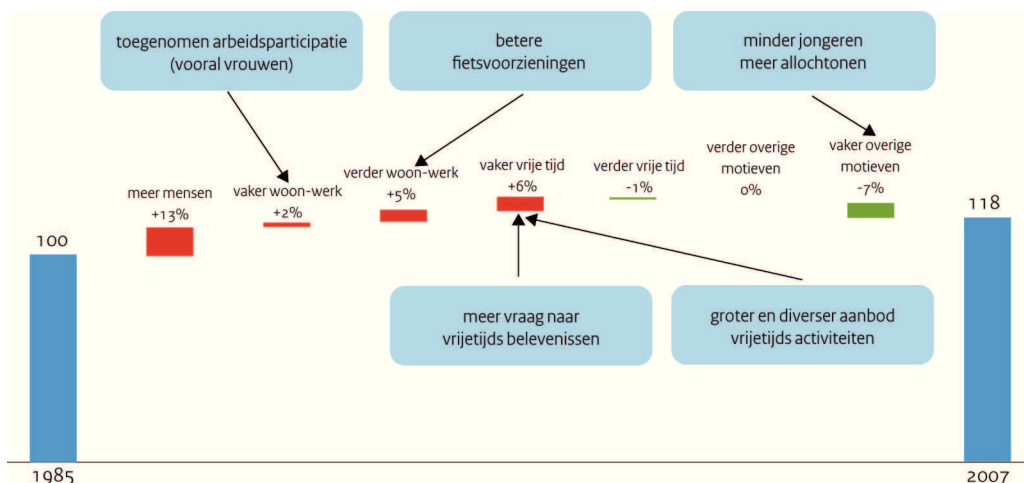 toegenomen arbeidsparticipatie
(vooral vrouwen)
betere
fietsvoorzieningen
minder jongeren
meer allochtonen
meer mensen
+13%
vaker woon-werk
+2%
verder woon-werk
+5%
vaker vrije tijd
+6%
verder vrije tijd
-1%
verder overige
motieven
0%
vaker overige
motieven
-7%
100
118
meer vraag naar
vrijetijds belevenissen
groter en diverser aanbod
vrijetijds activiteiten
1985
2007